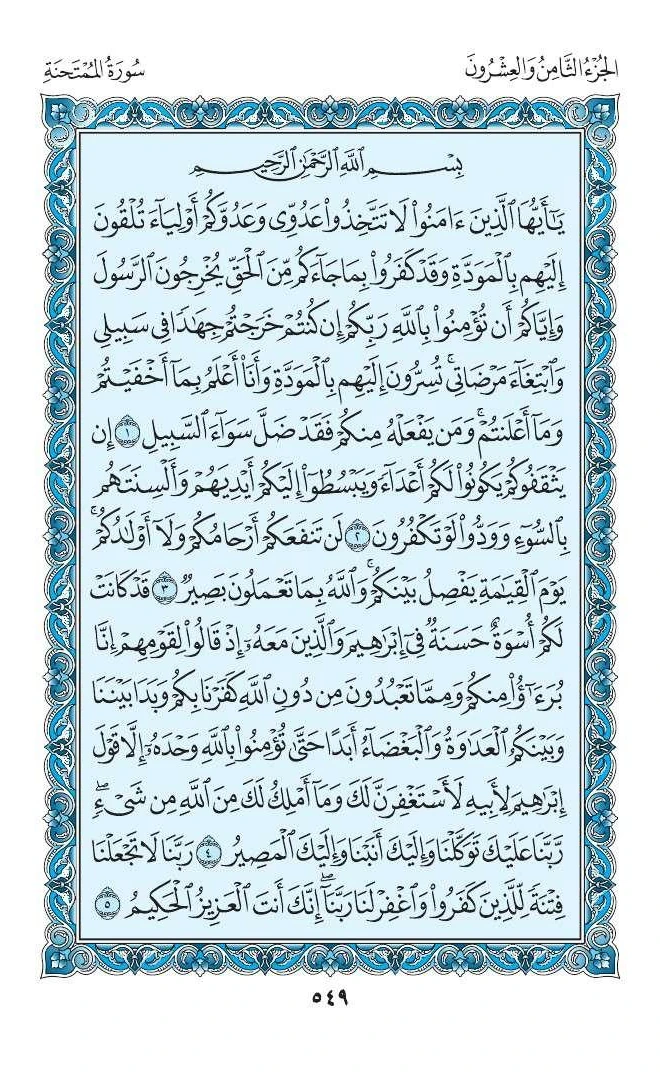 الجُزْءُ الثَّامِنُ وَالعِشْرُونَ
سُورَةُ المُمْتَحنَةِ
بِسْمِ ٱللَّهِ ٱلرَّحْمَٰنِ ٱلرَّحِيمِ
يَٰٓأَيُّهَا ٱلَّذِينَ ءَامَنُوا۟ لَا تَتَّخِذُوا۟ عَدُوِّى وَعَدُوَّكُمْ أَوْلِيَآءَ تُلْقُونَ
إِلَيْهِم بِٱلْمَوَدَّةِ وَقَدْ كَفَرُوا۟ بِمَا جَآءَكُم مِّنَ ٱلْحَقِّ يُخْرِجُونَ ٱلرَّسُولَ
وَإِيَّاكُمْ أَن تُؤْمِنُوا۟ بِٱللَّهِ رَبِّكُمْ إِن كُنتُمْ خَرَجْتُمْ جِهَٰدًا فِى سَبِيلِى
وَٱبْتِغَآءَ مَرْضَاتِى ۚ تُسِرُّونَ إِلَيْهِم بِٱلْمَوَدَّةِ وَأَنَا۠ أَعْلَمُ بِمَآ أَخْفَيْتُمْ
وَمَآ أَعْلَنتُمْ ۚ وَمَن يَفْعَلْهُ مِنكُمْ فَقَدْ ضَلَّ سَوَآءَ ٱلسَّبِيلِ ١ إِن
يَثْقَفُوكُمْ يَكُونُوا۟ لَكُمْ أَعْدَآءً وَيَبْسُطُوٓا۟ إِلَيْكُمْ أَيْدِيَهُمْ وَأَلْسِنَتَهُم
بِٱلسُّوٓءِ وَوَدُّوا۟ لَوْ تَكْفُرُونَ ٢ لَن تَنفَعَكُمْ أَرْحَامُكُمْ وَلَآ أَوْلَٰدُكُمْ ۚ
يَوْمَ ٱلْقِيَٰمَةِ يَفْصِلُ بَيْنَكُمْ ۚ وَٱللَّهُ بِمَا تَعْمَلُونَ بَصِيرٌ ٣ قَدْ كَانَتْ
لَكُمْ أُسْوَةٌ حَسَنَةٌ فِىٓ إِبْرَٰهِيمَ وَٱلَّذِينَ مَعَهُۥٓ إِذْ قَالُوا۟ لِقَوْمِهِمْ إِنَّا
بُرَءَٰٓؤُا۟ مِنكُمْ وَمِمَّا تَعْبُدُونَ مِن دُونِ ٱللَّهِ كَفَرْنَا بِكُمْ وَبَدَا بَيْنَنَا
وَبَيْنَكُمُ ٱلْعَدَٰوَةُ وَٱلْبَغْضَآءُ أَبَدًا حَتَّىٰ تُؤْمِنُوا۟ بِٱللَّهِ وَحْدَهُۥٓ إِلَّا قَوْلَ
إِبْرَٰهِيمَ لِأَبِيهِ لَأَسْتَغْفِرَنَّ لَكَ وَمَآ أَمْلِكُ لَكَ مِنَ ٱللَّهِ مِن شَىْءٍ ۖ
رَّبَّنَا عَلَيْكَ تَوَكَّلْنَا وَإِلَيْكَ أَنَبْنَا وَإِلَيْكَ ٱلْمَصِيرُ ٤ رَبَّنَا لَا تَجْعَلْنَا
فِتْنَةً لِّلَّذِينَ كَفَرُوا۟ وَٱغْفِرْ لَنَا رَبَّنَآ ۖ إِنَّكَ أَنتَ ٱلْعَزِيزُ ٱلْحَكِيمُ ٥
٥٤٩